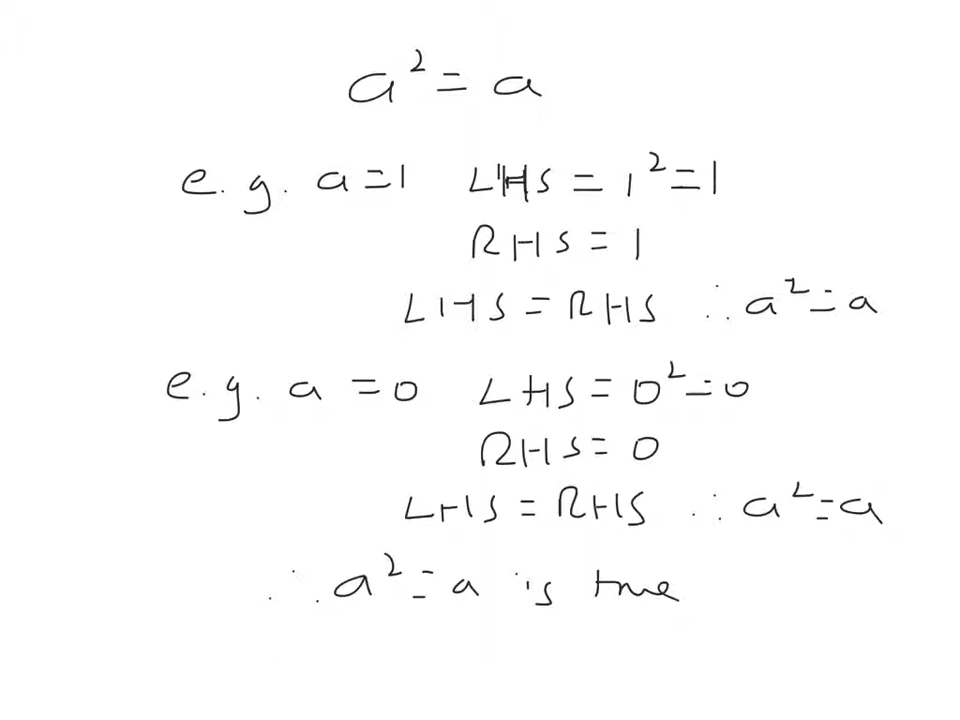 a² = a
e.g. a=1 LHS = 1² = 1
RHS = 1
LHS = RHS ∴ a² = a
e.g. a = 0 LHS = 0² = 0
RHS = 0
LHS = RHS ∴ a² = a
∴ a² = a is true